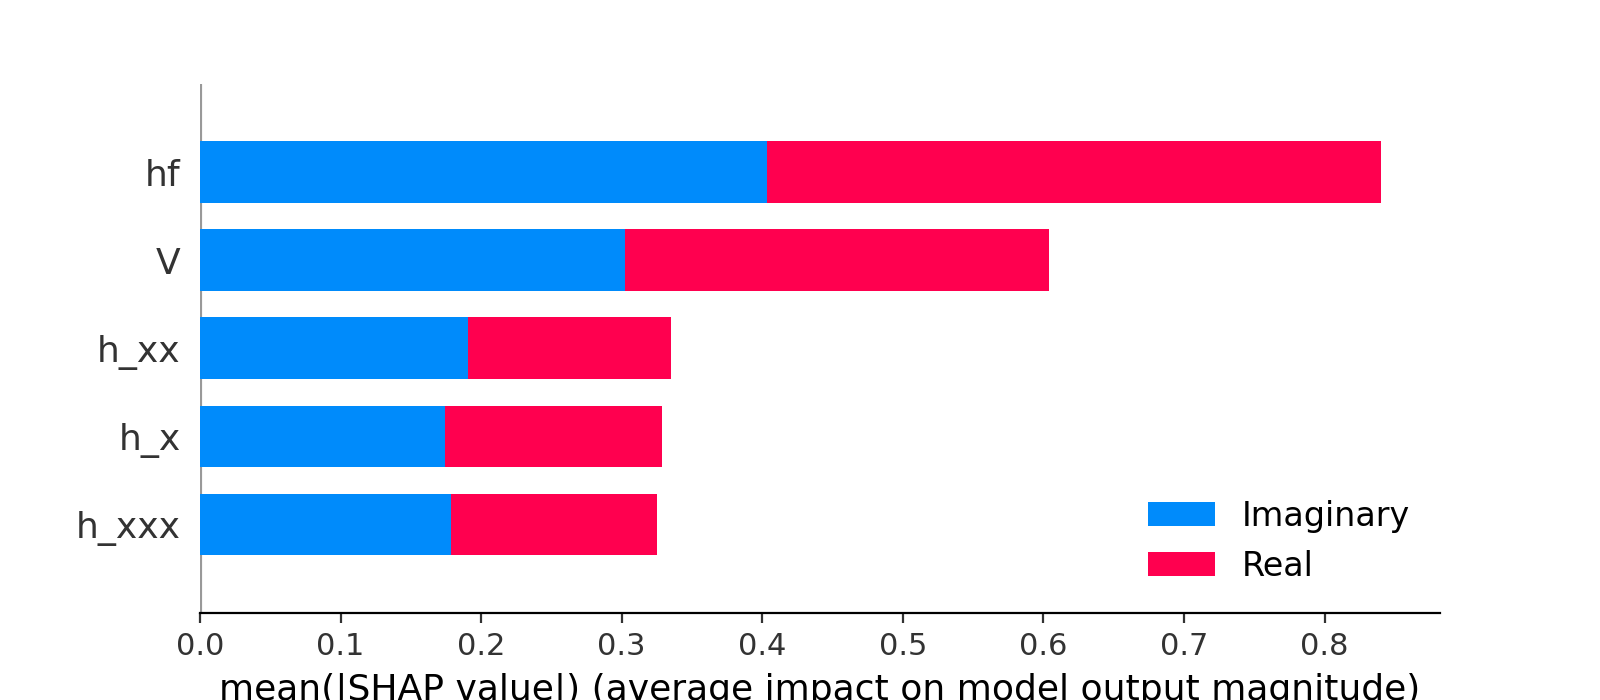 hf
V
h_xx
h_x
h_xxx
Imaginary
Real
0.0 0.1 0.2 0.3 0.4 0.5 0.6 0.7 0.8
mean(|SHAP value|) (average impact on model output magnitude)